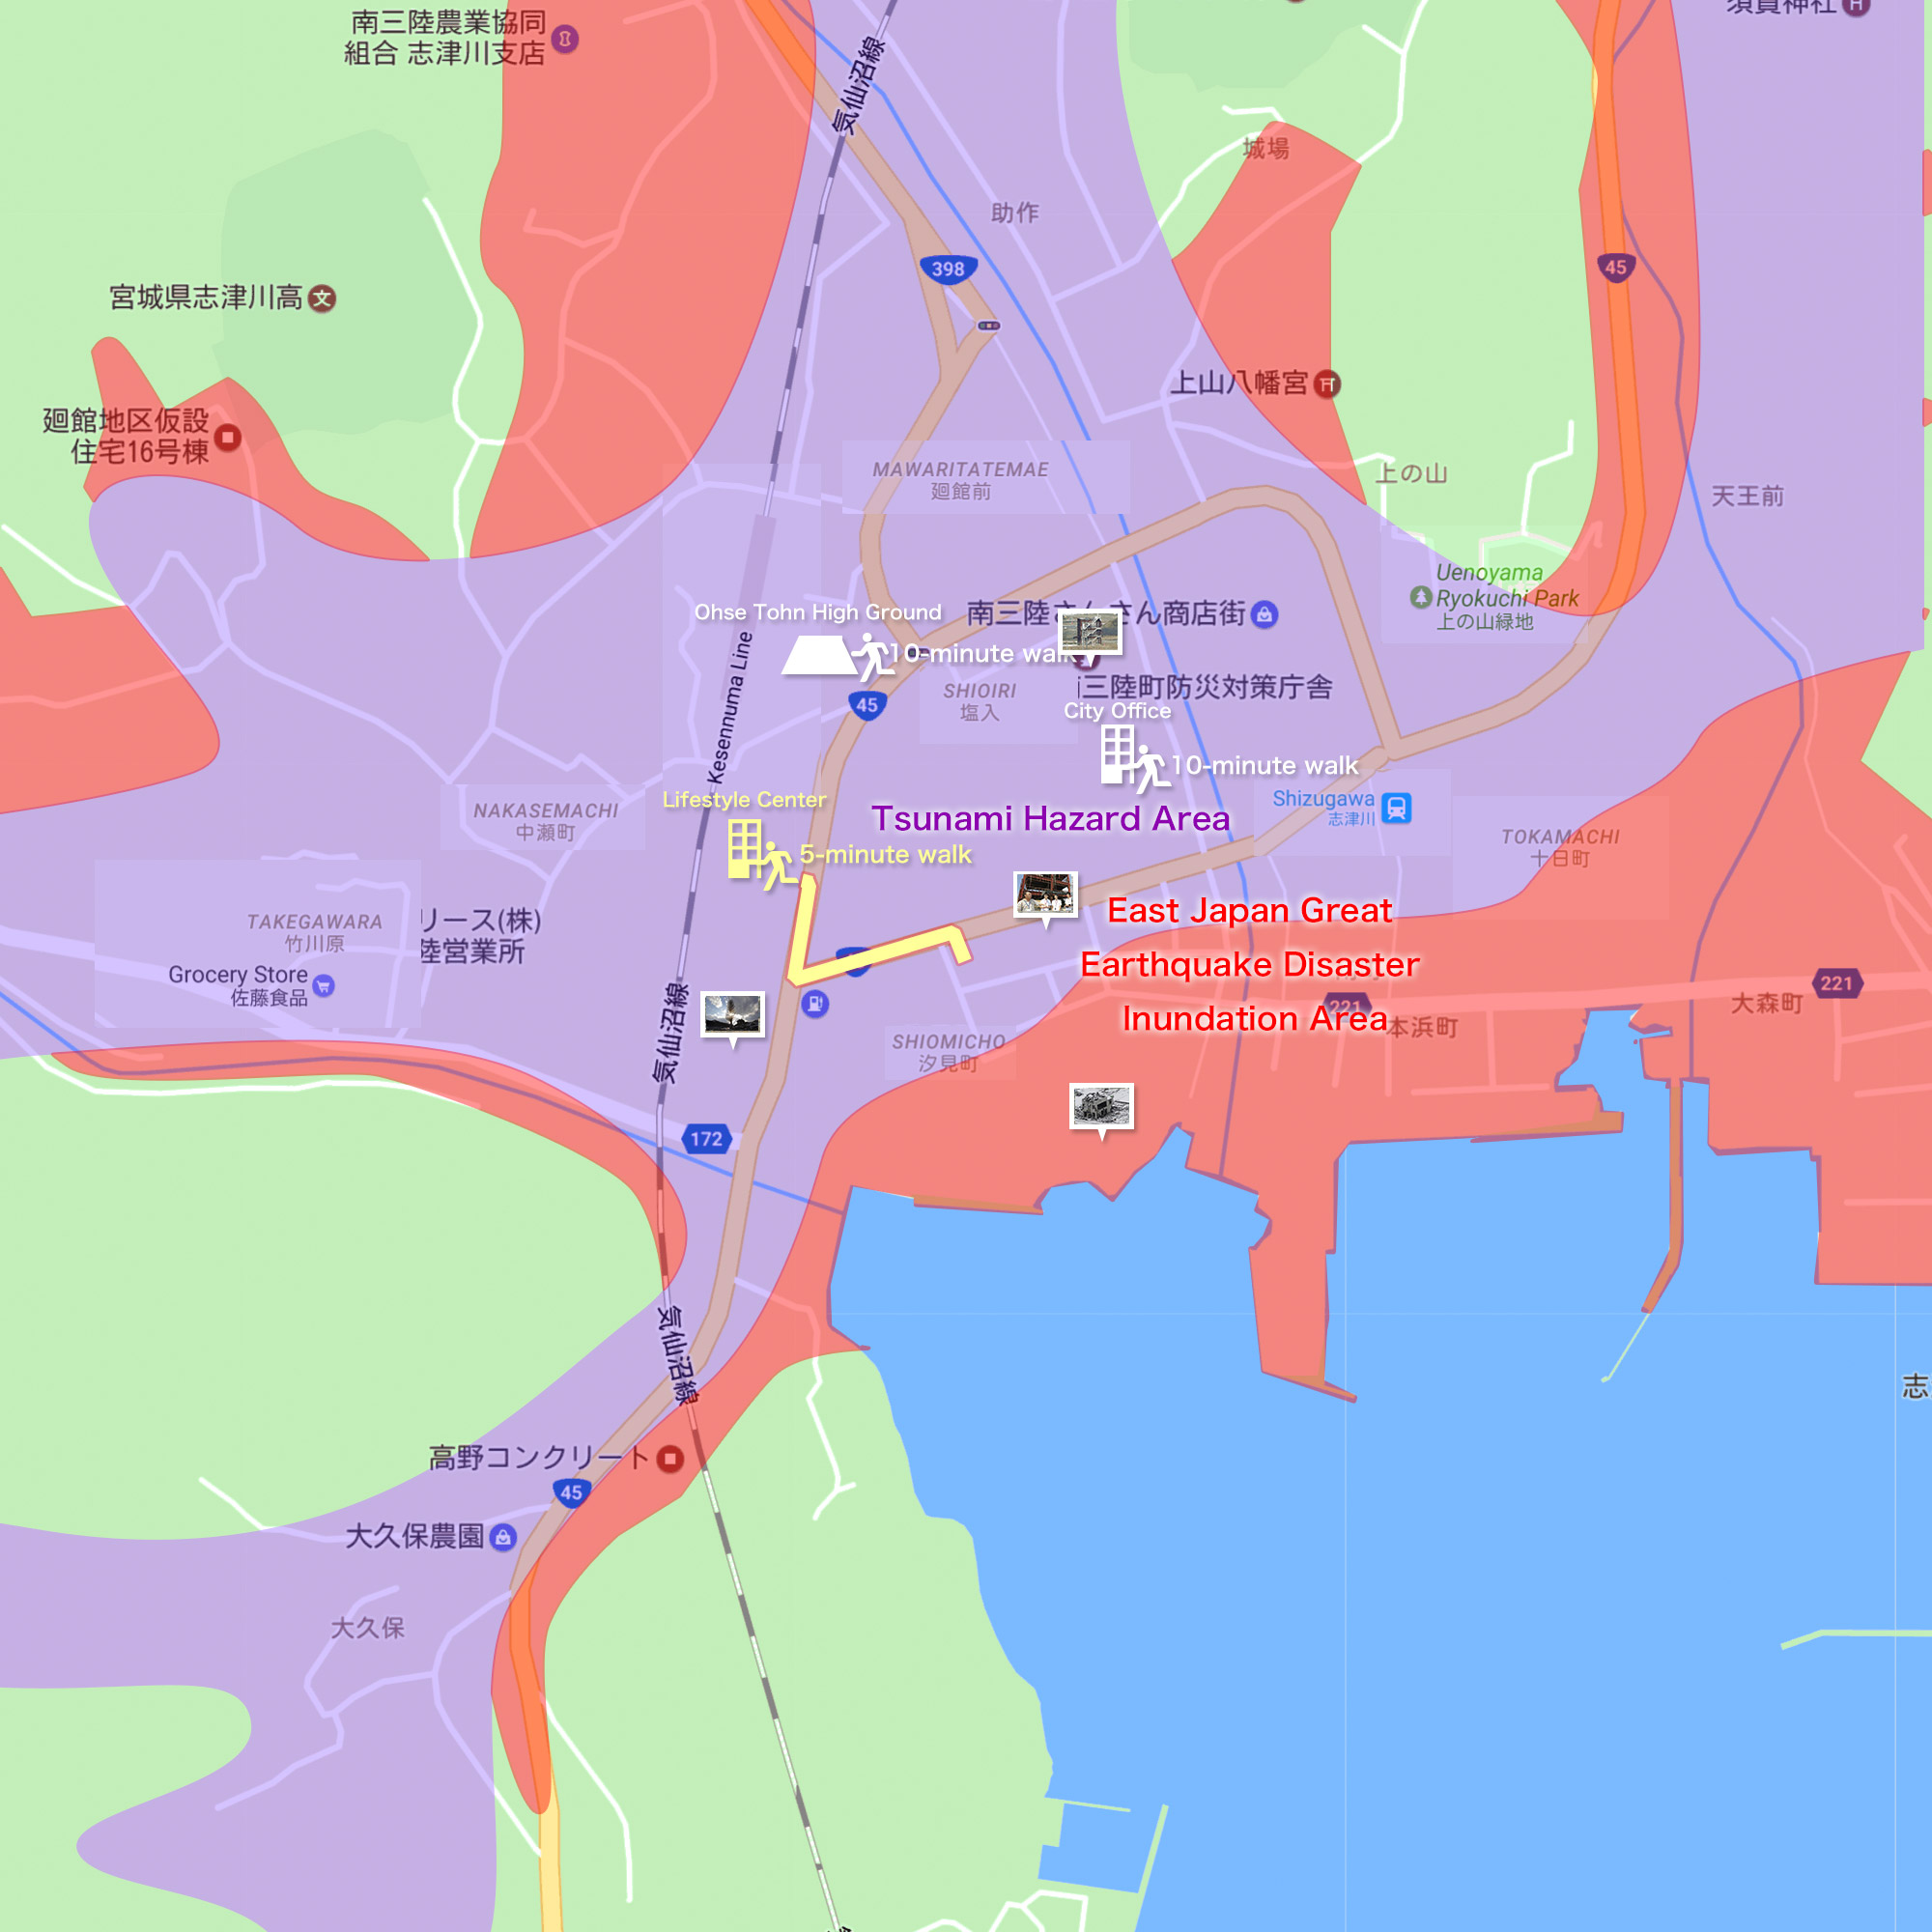 南三陸農業協同
組合 志津川支店
気仙沼線
須賀神社
城場
助作
398
45
宮城県志津川高
上山八幡宮
廻館地区仮設
住宅16号棟
MAWARITATEMAE
廻館前
上の山
天王前
Uenoyama
Ryokuchi Park
上の山緑地
Ohse Tohn High Ground
10-minute walk
南三陸さんさん商店街
三陸町防災対策庁舎
SHIOIRI
塩入
45
City Office
10-minute walk
Kesennuma Line
Lifestyle Center
5-minute walk
Tsunami Hazard Area
Shizugawa
志津川
NAKASEMACHI
中瀬町
TOKAMACHI
十日町
TAKEGAWARA
竹川原
リース(株)
陸営業所
Grocery Store
佐藤食品
East Japan Great
Earthquake Disaster
Inundation Area
221
221
大森町
本浜町
気仙沼線
SHIOMICHO
汐見町
172
気仙沼線
志
高野コンクリート
45
大久保農園
大久保